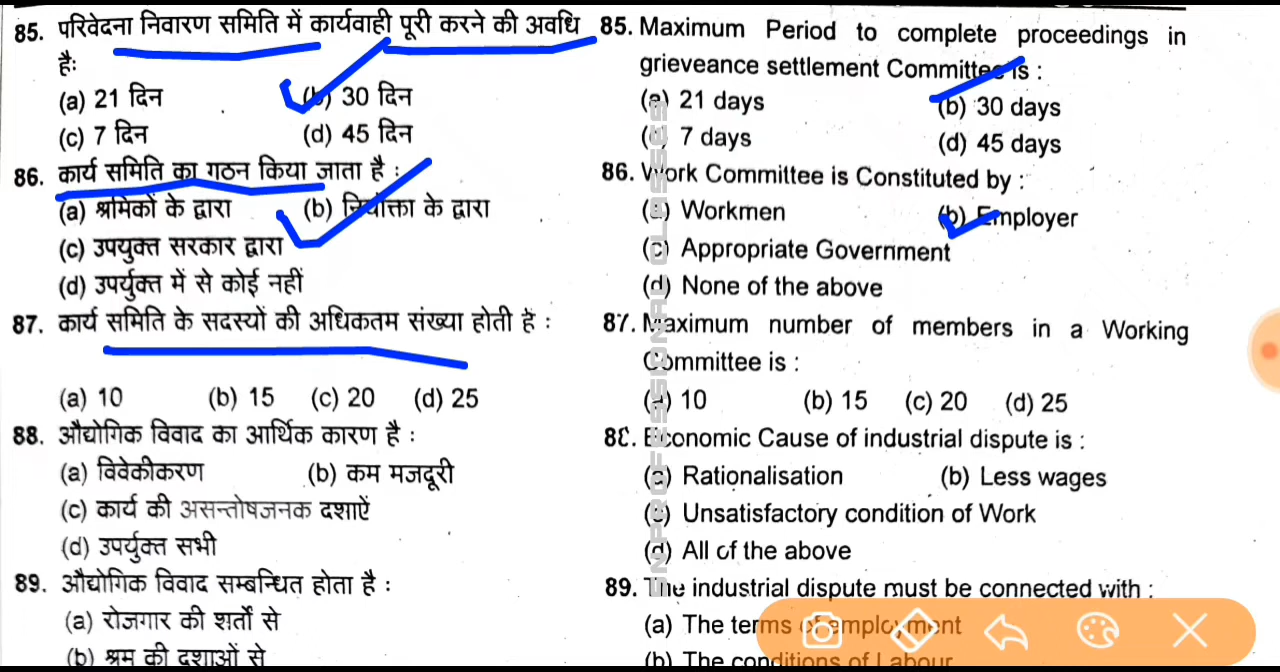 85. परिवेदना निवारण समिति में कार्यवाही पूरी करने की अवधि
है:
(a) 21 दिन (b) 30 दिन
(c) 7 दिन (d) 45 दिन
86. कार्य समिति का गठन किया जाता है :
(a) श्रमिकों के द्वारा (b) नियोक्ता के द्वारा
(c) उपयुक्त सरकार द्वारा
(d) उपर्युक्त में से कोई नहीं
87. कार्य समिति के सदस्यों की अधिकतम संख्या होती है :
(a) 10 (b) 15 (c) 20 (d) 25
88. औद्योगिक विवाद का आर्थिक कारण है :
(a) विवेकीकरण (b) कम मजदूरी
(c) कार्य की असन्तोषजनक दशाऐं
(d) उपर्युक्त सभी
89. औद्योगिक विवाद सम्बन्धित होता है :
(a) रोजगार की शर्तों से
(b) श्रम की दशाओं से
85. Maximum Period to complete proceedings in
grieveance settlement Committee is :
(a) 21 days (b) 30 days
(c) 7 days (d) 45 days
86. Work Committee is Constituted by :
(a) Workmen (b) Employer
(c) Appropriate Government
(d) None of the above
87. Maximum number of members in a Working
Committee is :
(a) 10 (b) 15 (c) 20 (d) 25
88. Economic Cause of industrial dispute is :
(a) Rationalisation (b) Less wages
(c) Unsatisfactory condition of Work
(d) All of the above
89. The industrial dispute must be connected with :
(a) The terms of employment
(b) The conditions of Labour
PROFESSIONAL CLASSES